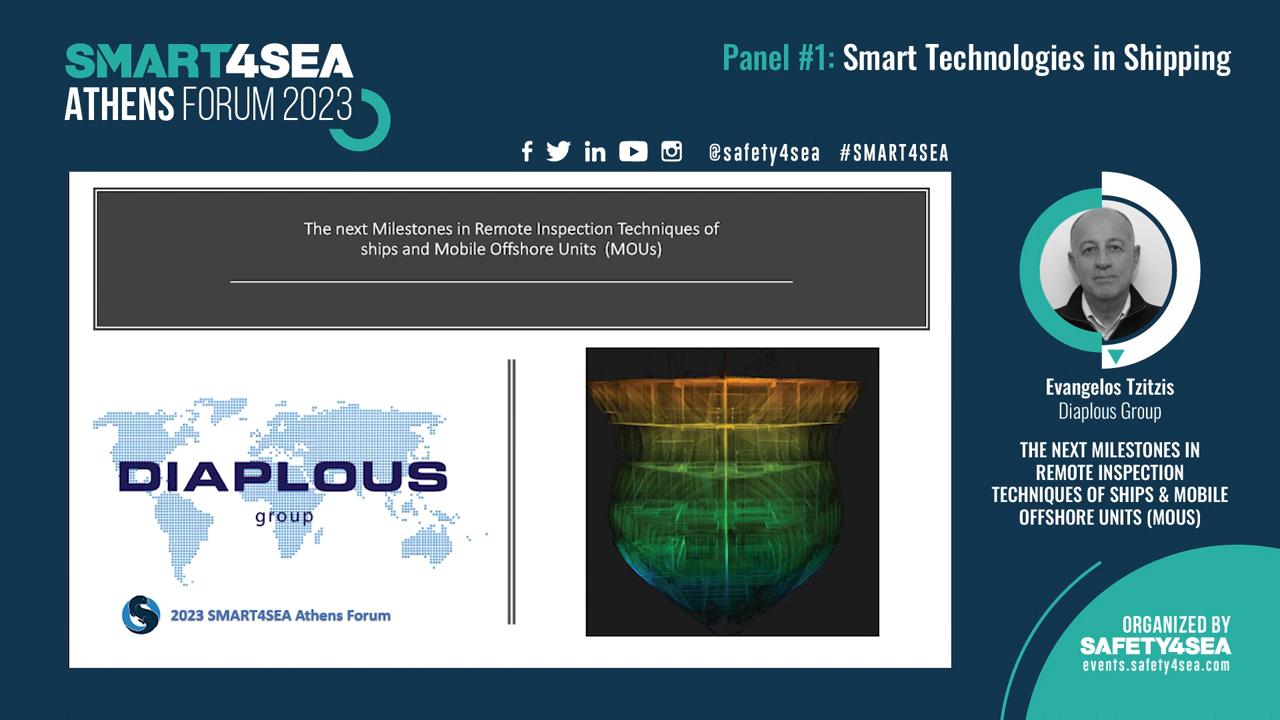 SMART4SEA
ATHENS FORUM 2023
Panel #1: Smart Technologies in Shipping
@safety4sea #SMART4SEA
The next Milestones in Remote Inspection Techniques of
ships and Mobile Offshore Units (MOUs)
DIAPLOUS
group
2023 SMART4SEA Athens Forum
Evangelos Tzitzis
Diaplous Group
THE NEXT MILESTONES IN
REMOTE INSPECTION
TECHNIQUES OF SHIPS & MOBILE
OFFSHORE UNITS (MOUS)
ORGANIZED BY
SAFETY4SEA
events.safety4sea.com